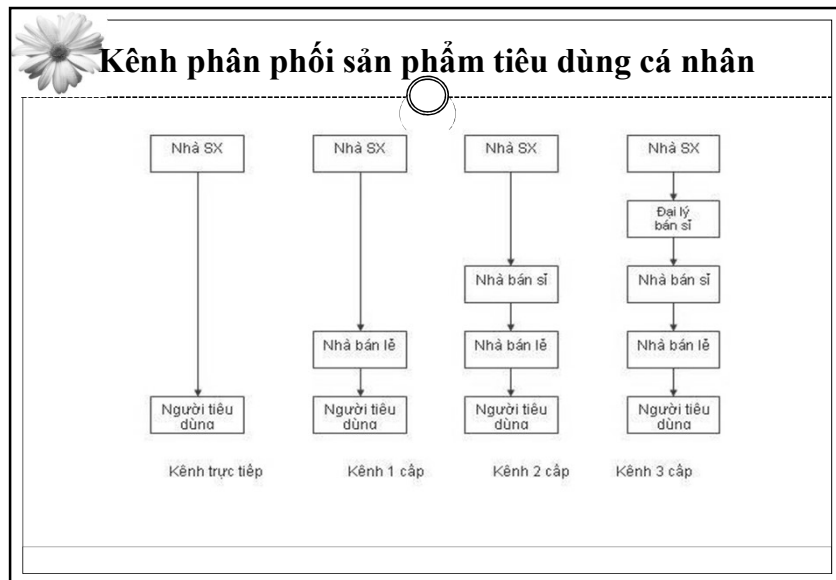 Kênh phân phối sản phẩm tiêu dùng cá nhân
Nhà SX
Nhà SX
Nhà SX
Nhà SX
Đại lý
bán sỉ
Nhà bán sỉ
Nhà bán sỉ
Nhà bán lẻ
Nhà bán lẻ
Nhà bán lẻ
Người tiêu
dùng
Người tiêu
dùng
Người tiêu
dùng
Người tiêu
dùng
Kênh trực tiếp
Kênh 1 cấp
Kênh 2 cấp
Kênh 3 cấp